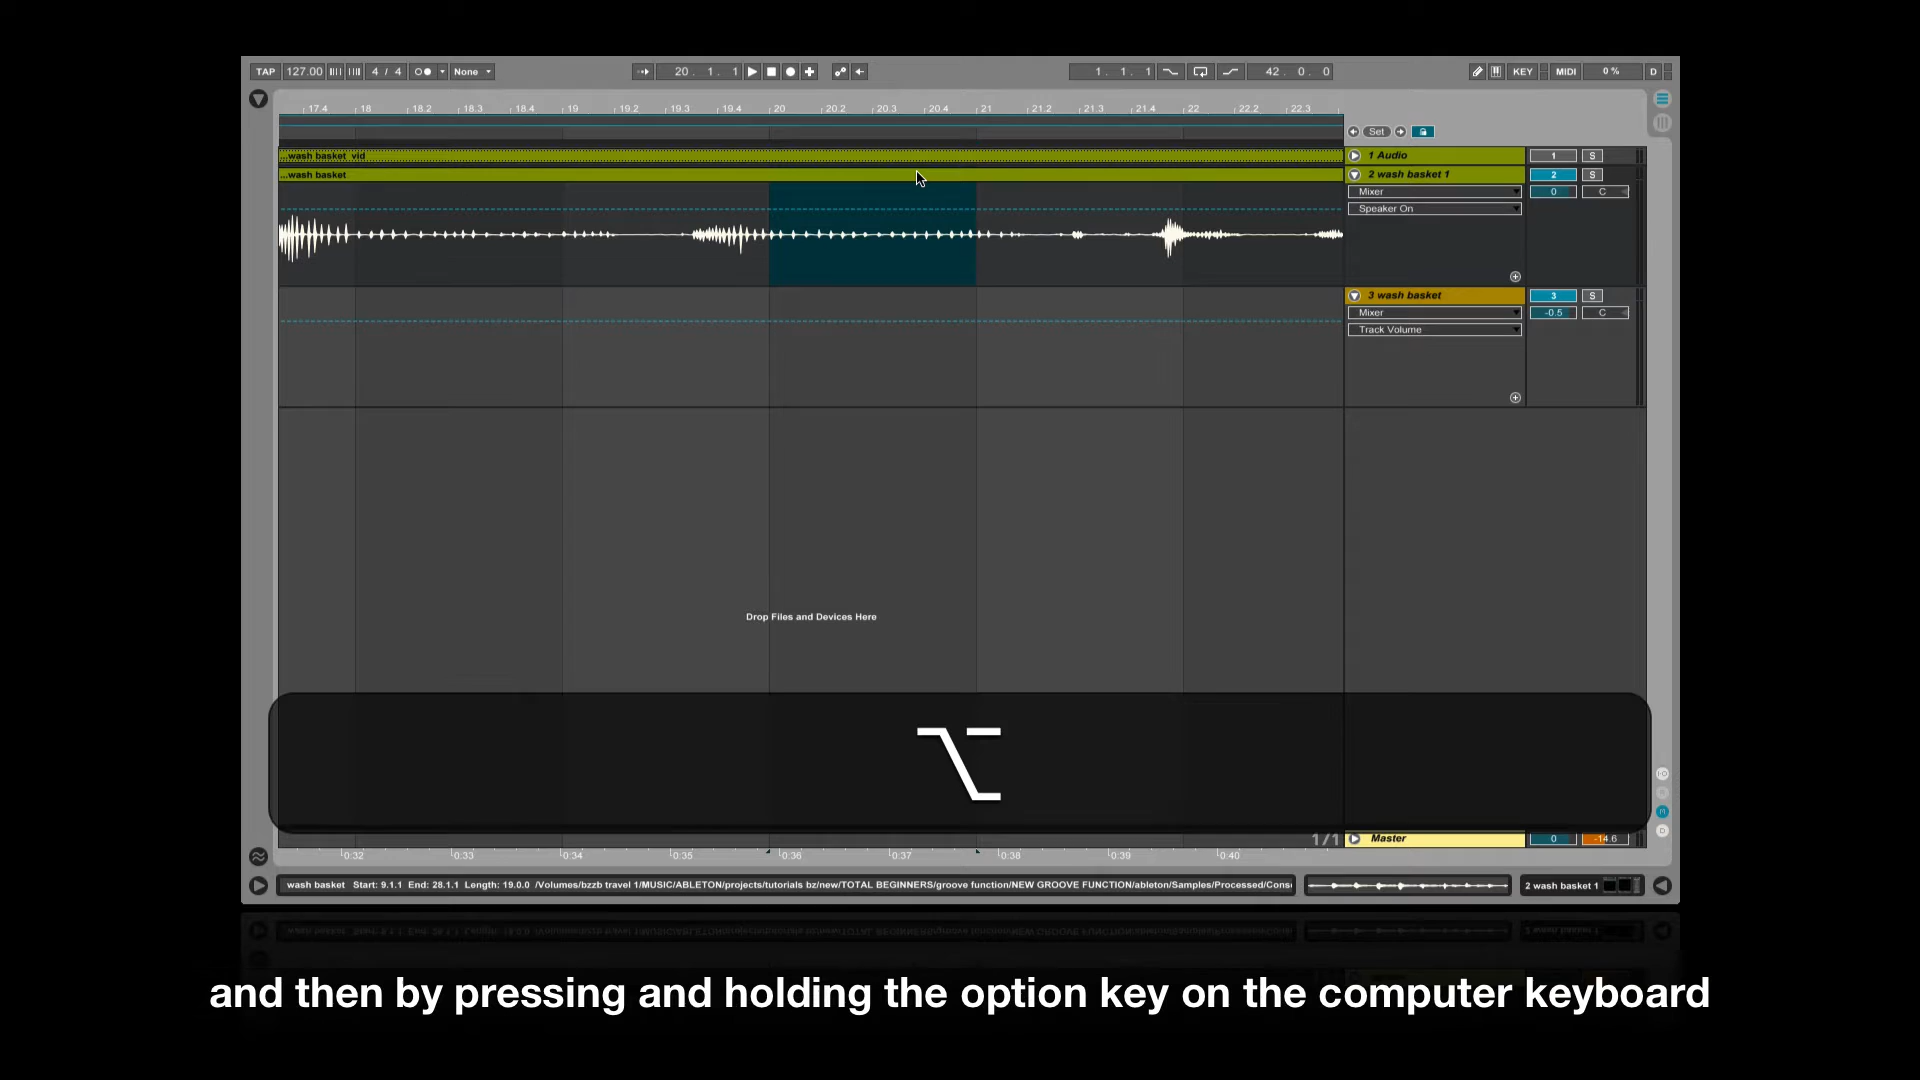 TAP 127.00 4 / 4 None 20. 1. 1 1. 1. 1 42. 0. 0 KEY MIDI 0 % D
17.4 18 18.2 18.3 18.4 19 19.2 19.3 19.4 20 20.2 20.3 20.4 21 21.2 21.3 21.4 22 22.2 22.3
Set
...wash basket vid 1 Audio 1 S
...wash basket 2 wash basket 1 2 S
Mixer 0 C
Speaker On
3 wash basket 3 S
Mixer -0.5 C
Track Volume
Drop Files and Devices Here
⌥
1/1 Master 0 -14.6
0:32 0:33 0:34 0:35 0:36 0:37 0:38 0:39 0:40
wash basket Start: 9.1.1 End: 28.1.1 Length: 19.0.0 /Volumes/bzzb travel 1/MUSIC/ABLETON/projects/tutorials bz/new/TOTAL BEGINNERS/groove function/NEW GROOVE FUNCTION/ableton/Samples/Processed/Cons 2 wash basket 1
and then by pressing and holding the option key on the computer keyboard